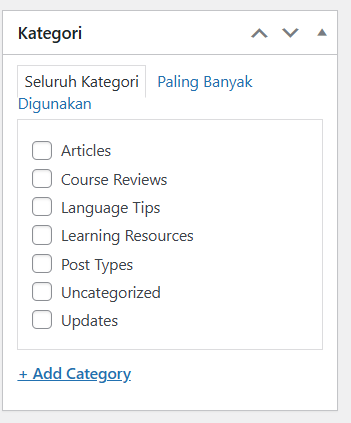 Kategori
Seluruh Kategori Paling Banyak
Digunakan
Articles
Course Reviews
Language Tips
Learning Resources
Post Types
Uncategorized
Updates
+ Add Category